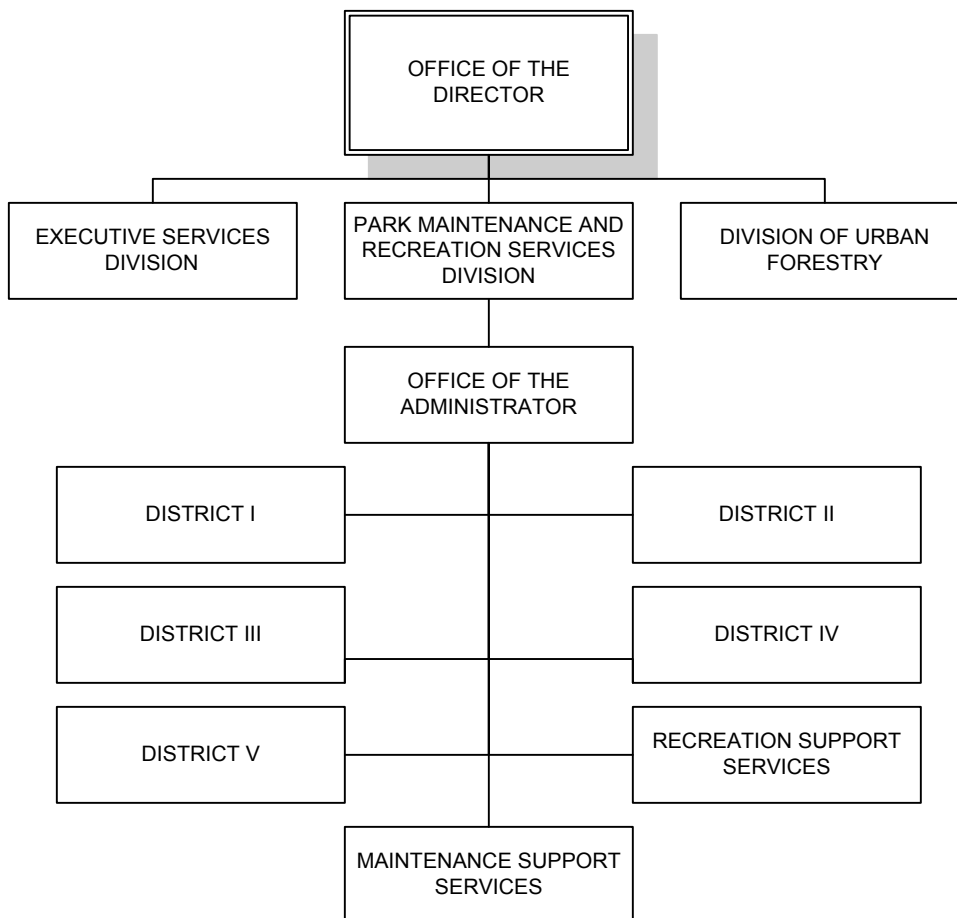 OFFICE OF THE
DIRECTOR
EXECUTIVE SERVICES
DIVISION
PARK MAINTENANCE AND
RECREATION SERVICES
DIVISION
DIVISION OF URBAN
FORESTRY
OFFICE OF THE
ADMINISTRATOR
DISTRICT I
DISTRICT II
DISTRICT III
DISTRICT IV
DISTRICT V
RECREATION SUPPORT
SERVICES
MAINTENANCE SUPPORT
SERVICES